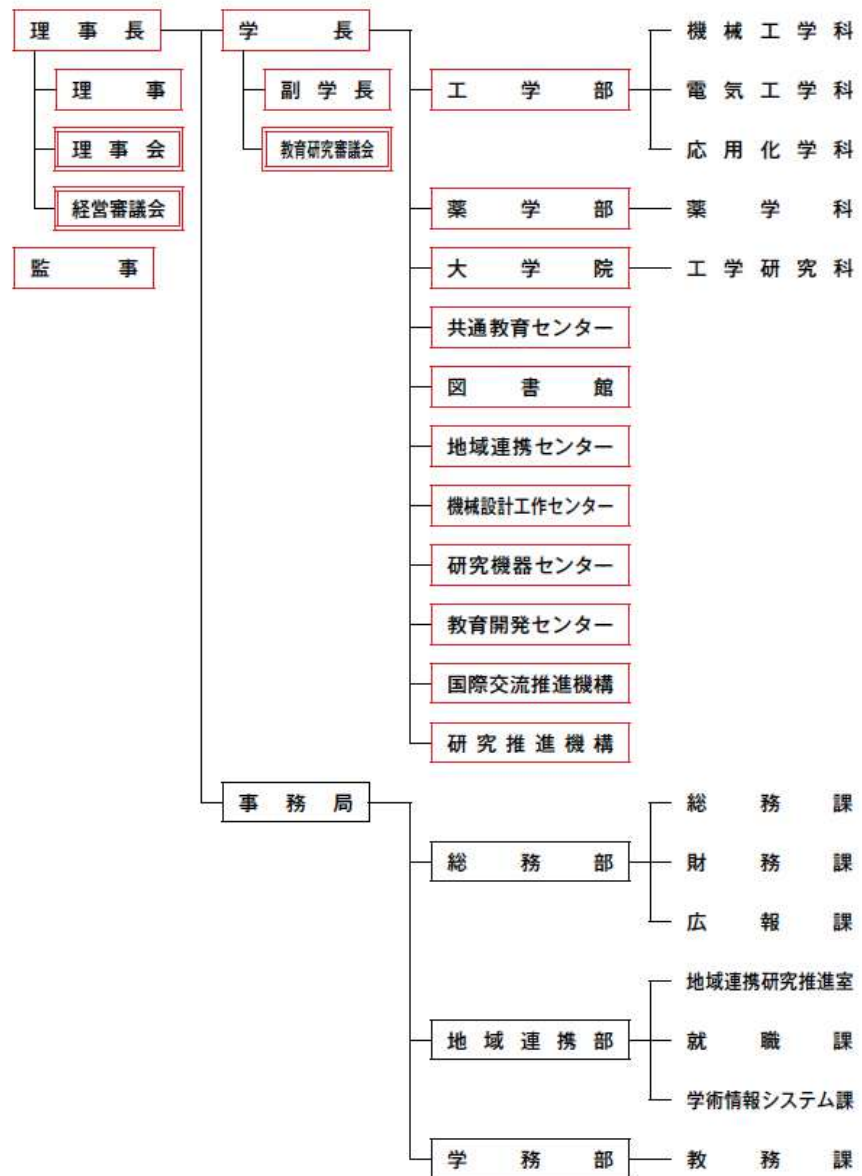 理事長
学長
機械工学科
理事
副学長
工学部
電気工学科
理事会
教育研究審議会
応用化学科
経営審議会
薬学部
薬学科
監事
大学院
工学研究科
共通教育センター
図書館
地域連携センター
機械設計工作センター
研究機器センター
教育開発センター
国際交流推進機構
研究推進機構
事務局
総務課
総務部
財務課
広報課
地域連携研究推進室
地域連携部
就職課
学術情報システム課
学務部
教務課